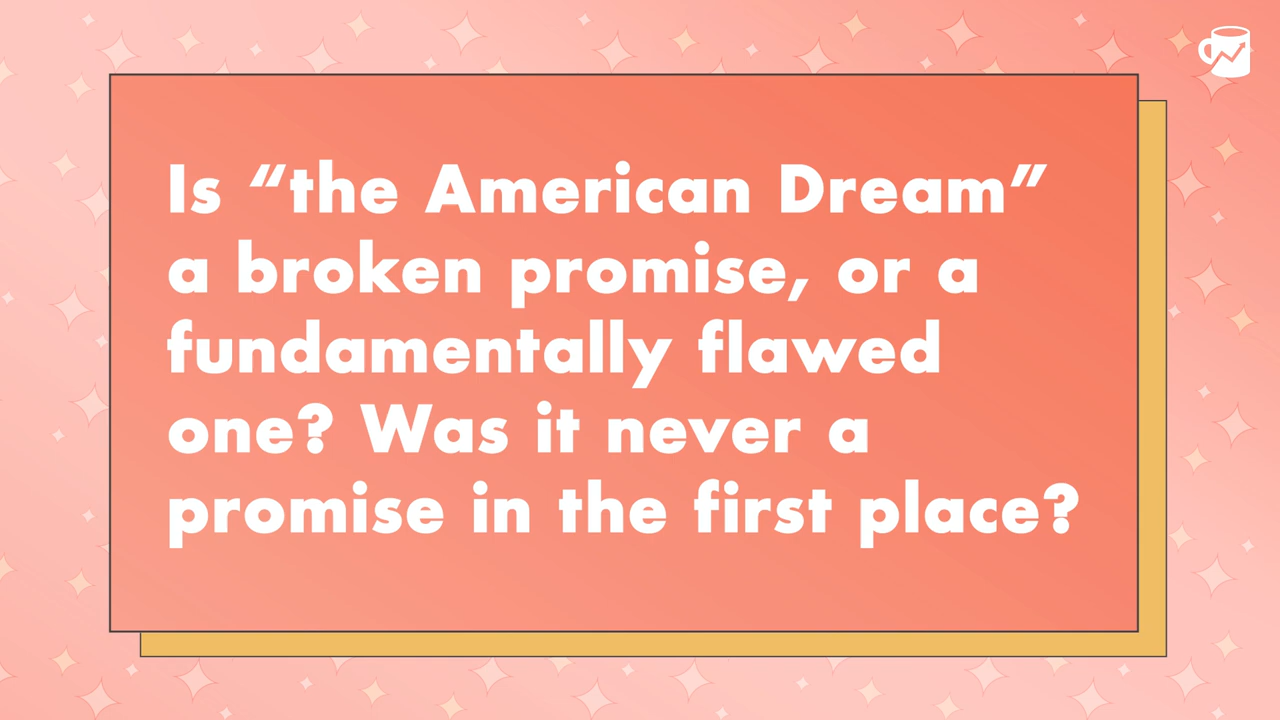 Is “the American Dream”
a broken promise, or a
fundamentally flawed
one? Was it never a
promise in the first place?